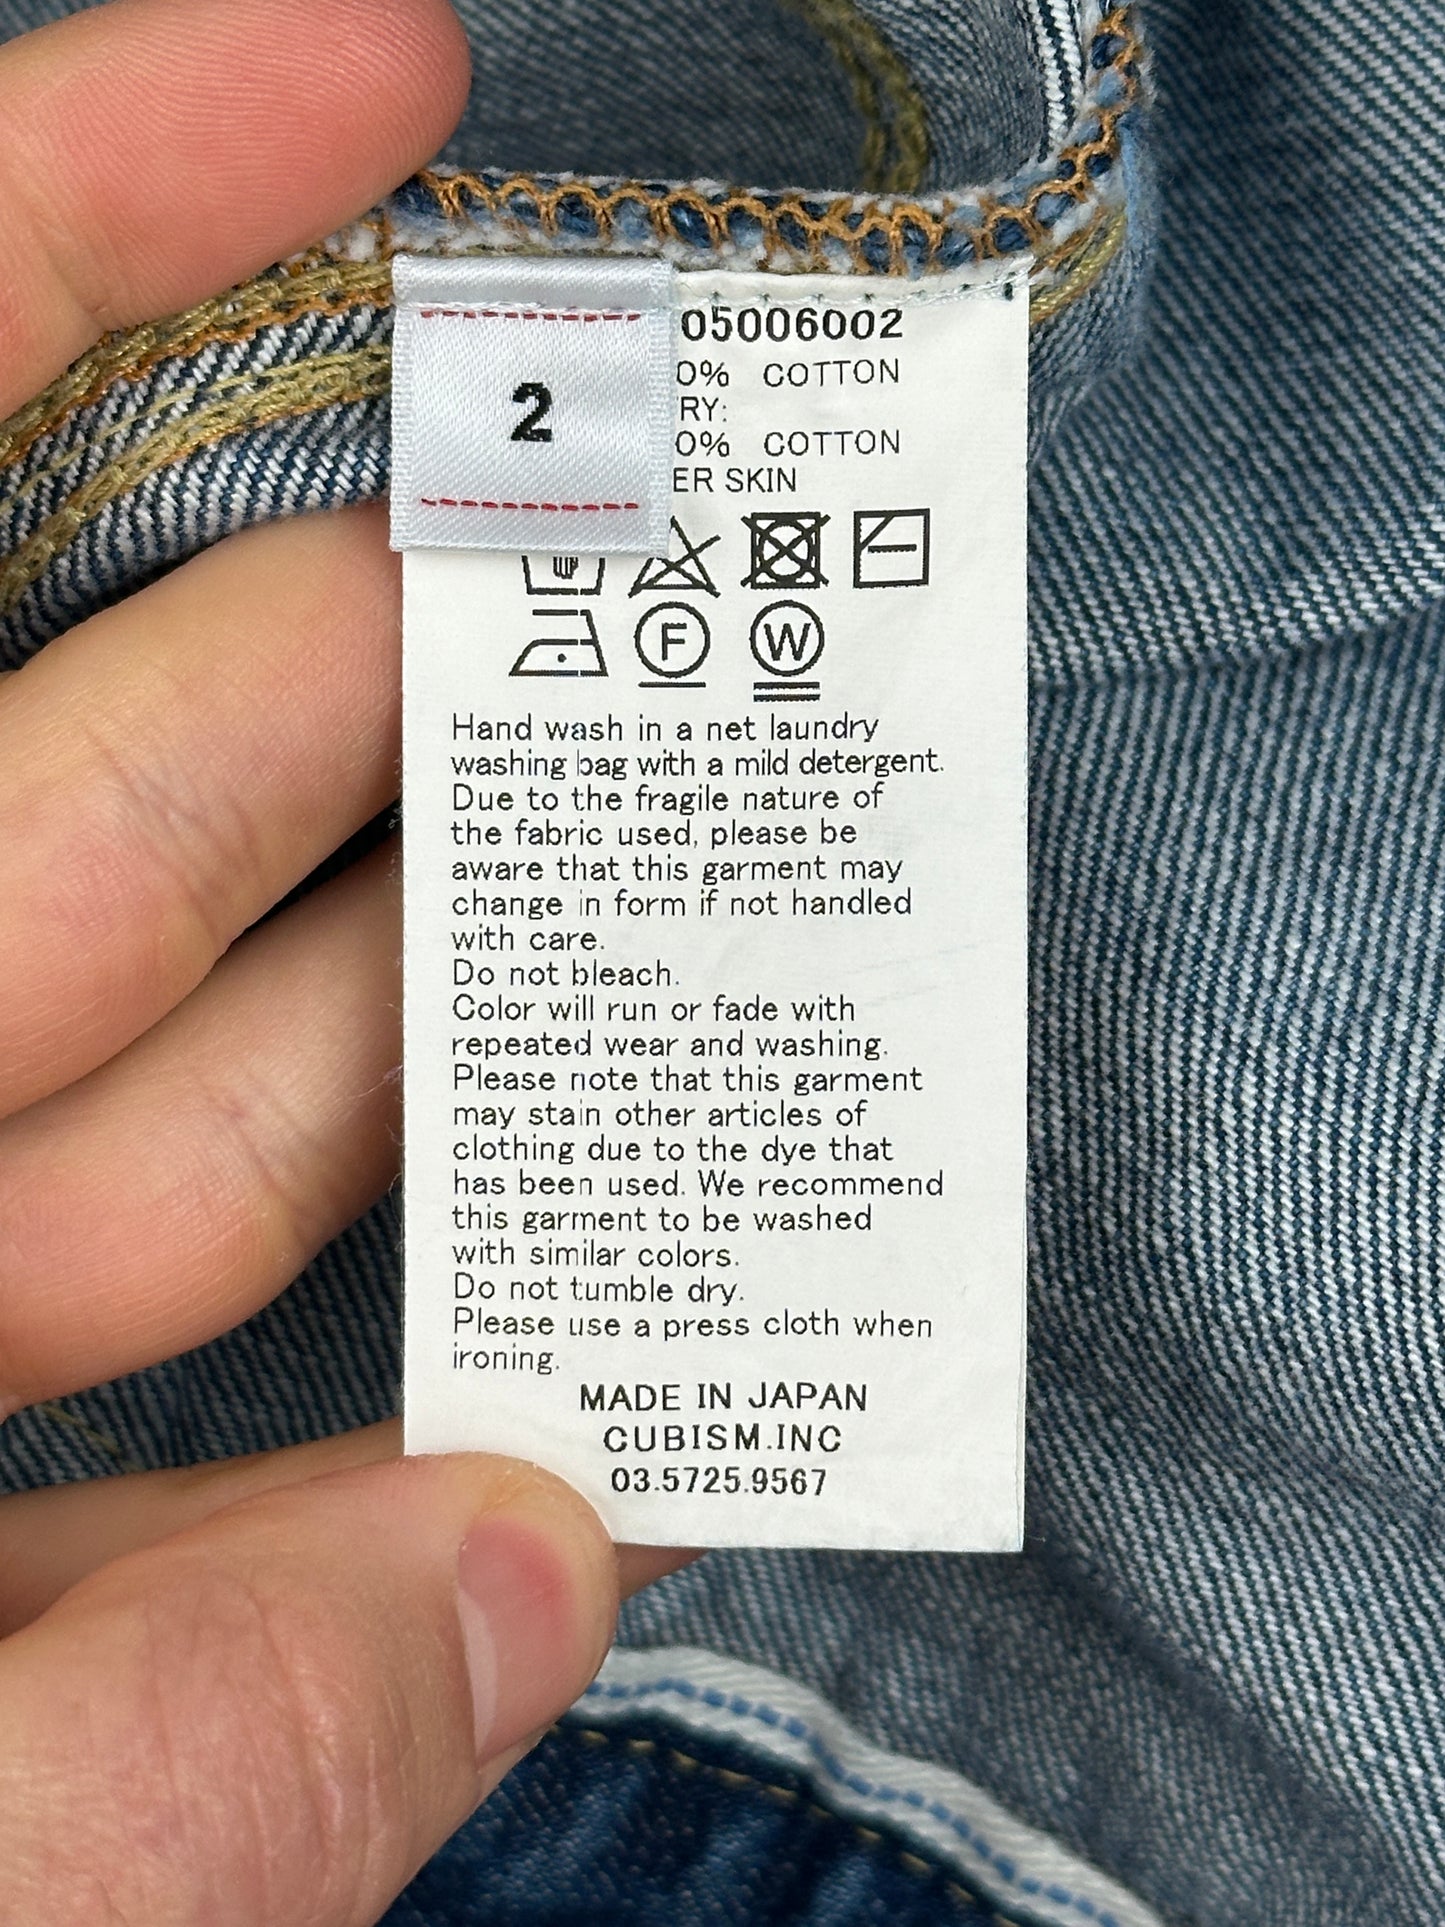 2
05006002
0% COTTON
RY:
0% COTTON
ER SKIN
F W
Hand wash in a net laundry
washing bag with a mild detergent.
Due to the fragile nature of
the fabric used, please be
aware that this garment may
change in form if not handled
with care.
Do not bleach.
Color will run or fade with
repeated wear and washing.
Please note that this garment
may stain other articles of
clothing due to the dye that
has been used. We recommend
this garment to be washed
with similar colors.
Do not tumble dry.
Please use a press cloth when
ironing.
MADE IN JAPAN
CUBISM.INC
03.5725.9567